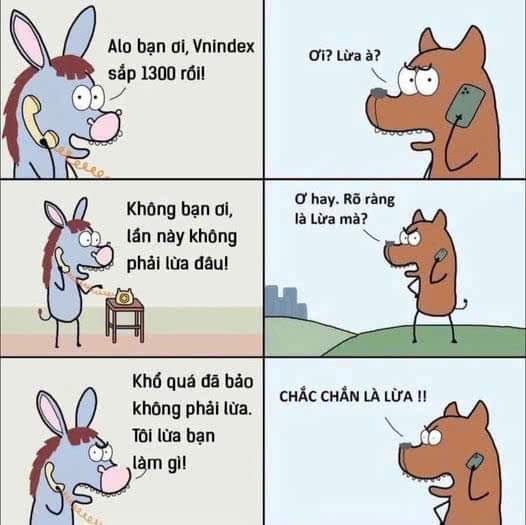 Alo bạn ơi, Vnindex
sắp 1300 rồi!
Ơi? Lừa à?
Không bạn ơi,
lần này không
phải lừa đâu!
Ơ hay. Rõ ràng
là Lừa mà?
Khổ quá đã bảo
không phải lừa.
Tôi lừa bạn
làm gì!
CHẮC CHẮN LÀ LỪA !!